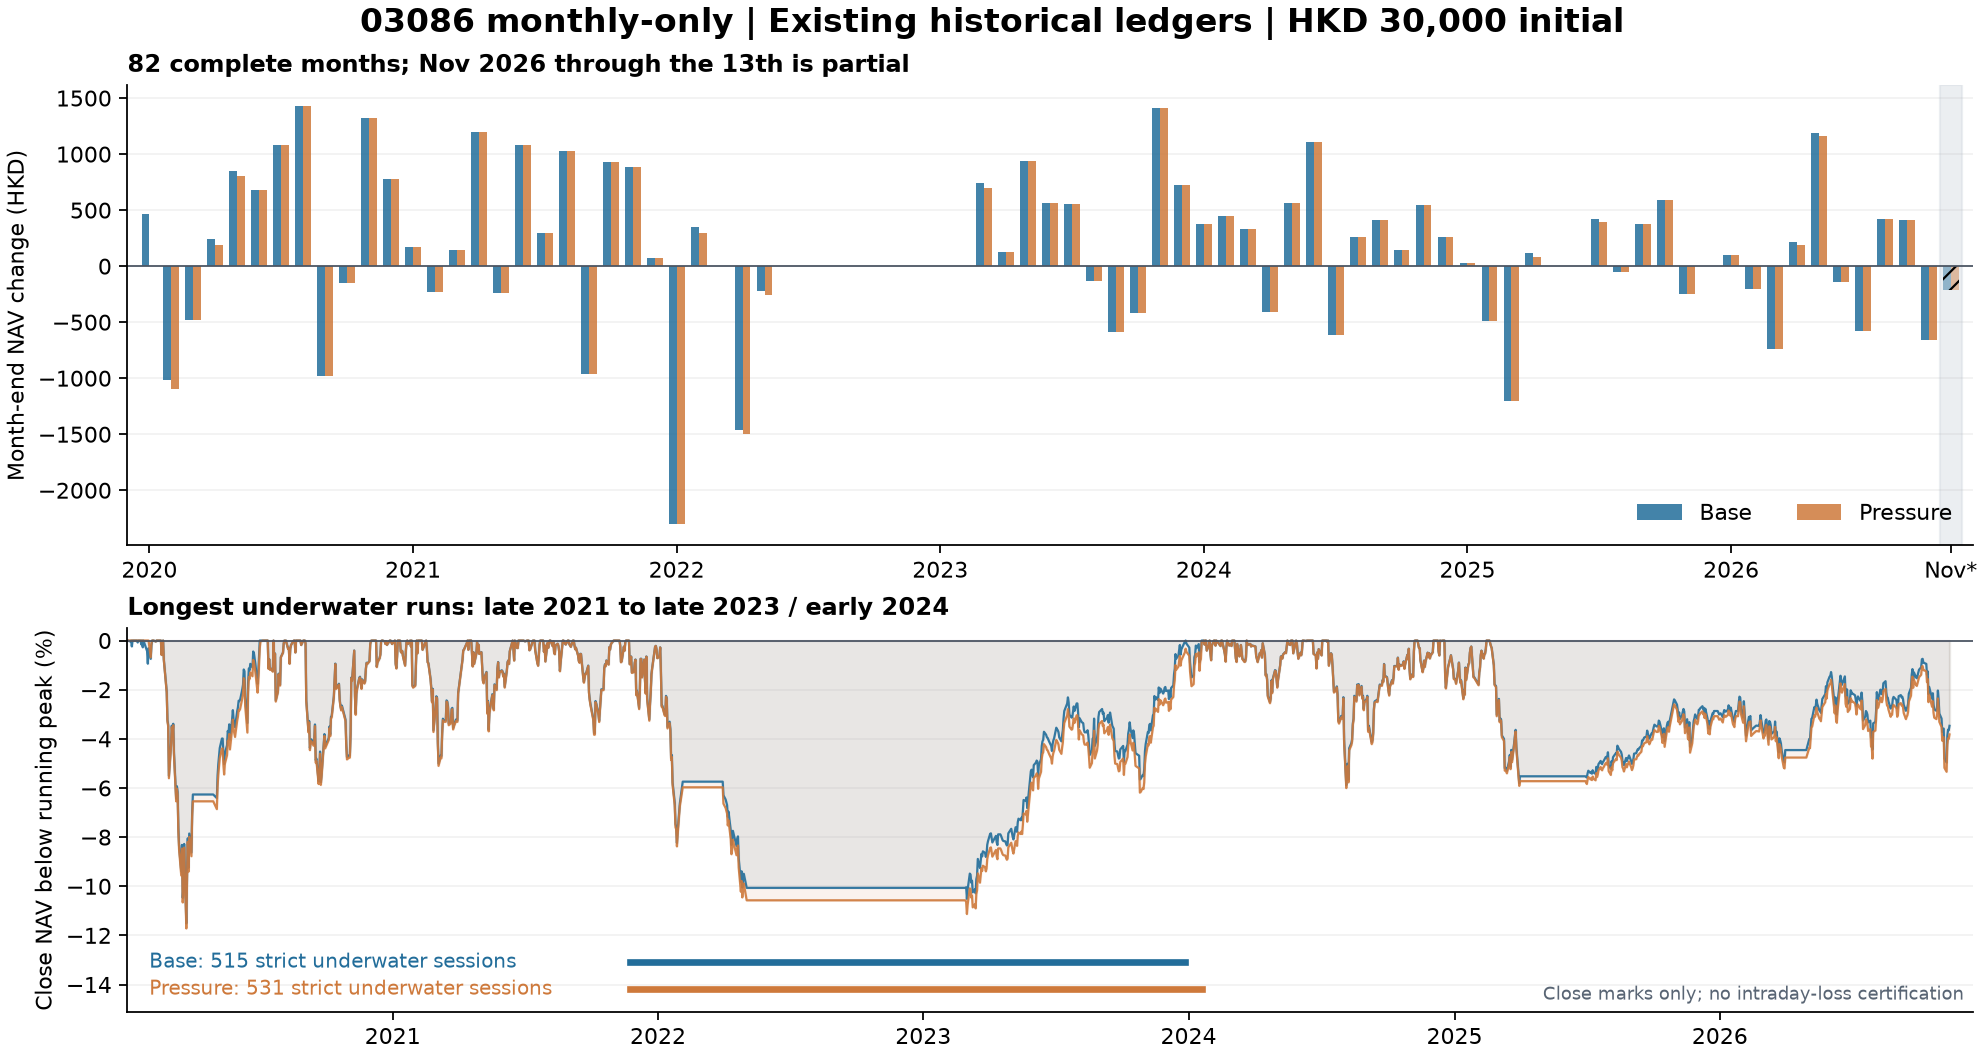 03086 monthly-only | Existing historical ledgers | HKD 30,000 initial
82 complete months; Nov 2026 through the 13th is partial
Month-end NAV change (HKD)
1500
1000
500
0
−500
−1000
−1500
−2000
Base
Pressure
2020
2021
2022
2023
2024
2025
2026
Nov*
Longest underwater runs: late 2021 to late 2023 / early 2024
Close NAV below running peak (%)
0
−2
−4
−6
−8
−10
−12
−14
Base: 515 strict underwater sessions
Pressure: 531 strict underwater sessions
Close marks only; no intraday-loss certification
2021
2022
2023
2024
2025
2026